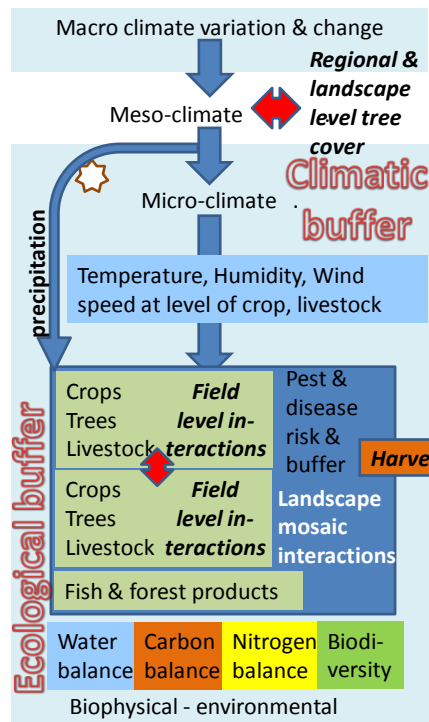 Macro climate variation & change
Regional &
landscape
level tree
cover
Meso-climate
Climatic
buffer
Micro-climate .
precipitation
Temperature, Humidity, Wind
speed at level of crop, livestock
Ecological buffer
Crops
Trees
Livestock
Field
level in-
teractions
Pest &
disease
risk &
buffer
Harve
Crops
Trees
Livestock
Field
level in-
teractions
Landscape
mosaic
interactions
Fish & forest products
Water
balance
Carbon
balance
Nitrogen
balance
Biodi-
versity
Biophysical - environmental